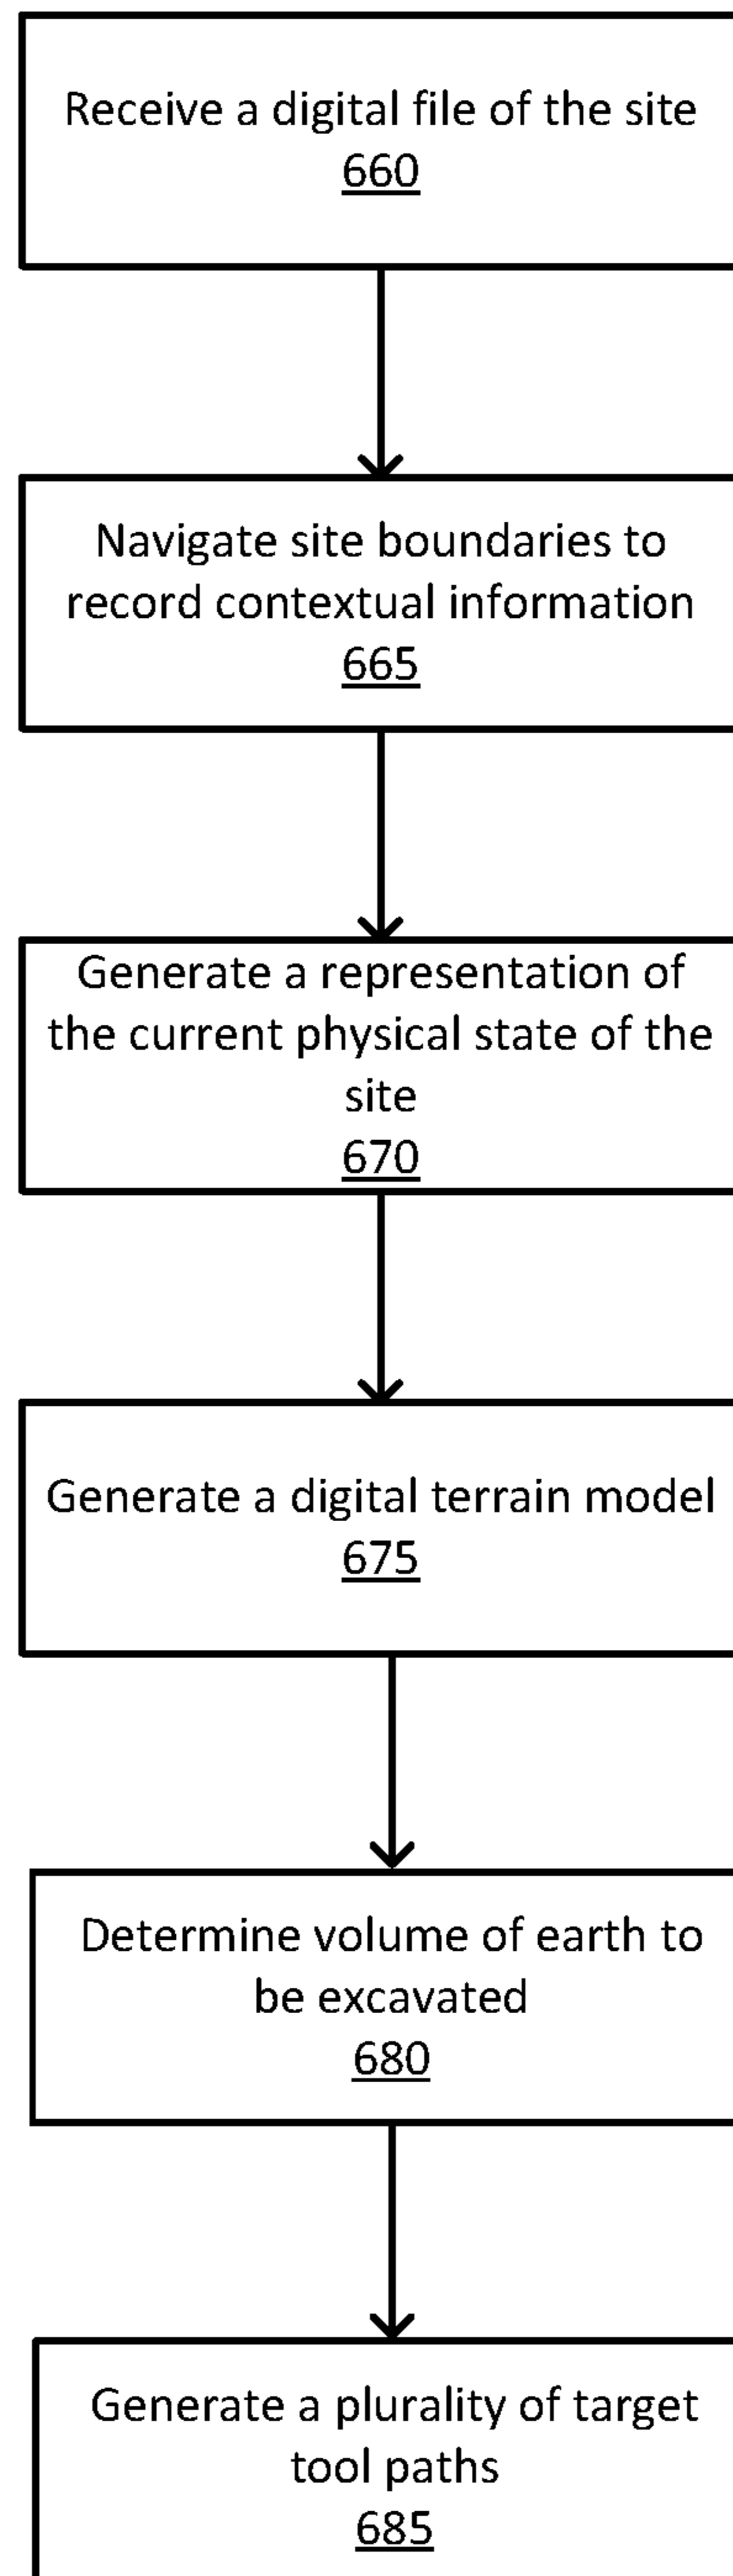 Receive a digital file of the site
660
Navigate site boundaries to
record contextual information
665
Generate a representation of
the current physical state of the
site
670
Generate a digital terrain model
675
Determine volume of earth to
be excavated
680
Generate a plurality of target
tool paths
685